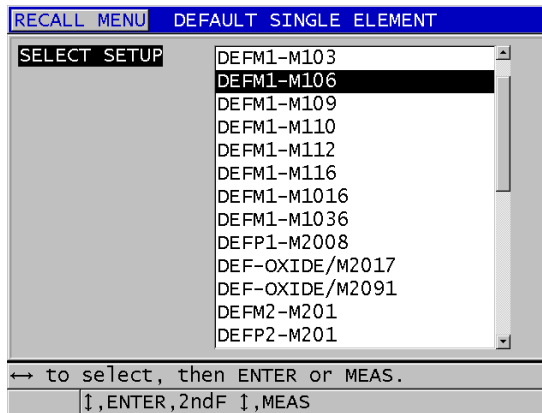 RECALL MENU DEFAULT SINGLE ELEMENT
SELECT SETUP
DEFM1-M103
DEFM1-M106
DEFM1-M109
DEFM1-M110
DEFM1-M112
DEFM1-M116
DEFM1-M1016
DEFM1-M1036
DEFP1-M2008
DEF-OXIDE/M2017
DEF-OXIDE/M2091
DEFM2-M201
DEFP2-M201
↔ to select, then ENTER or MEAS.
↕,ENTER,2ndF ↕,MEAS